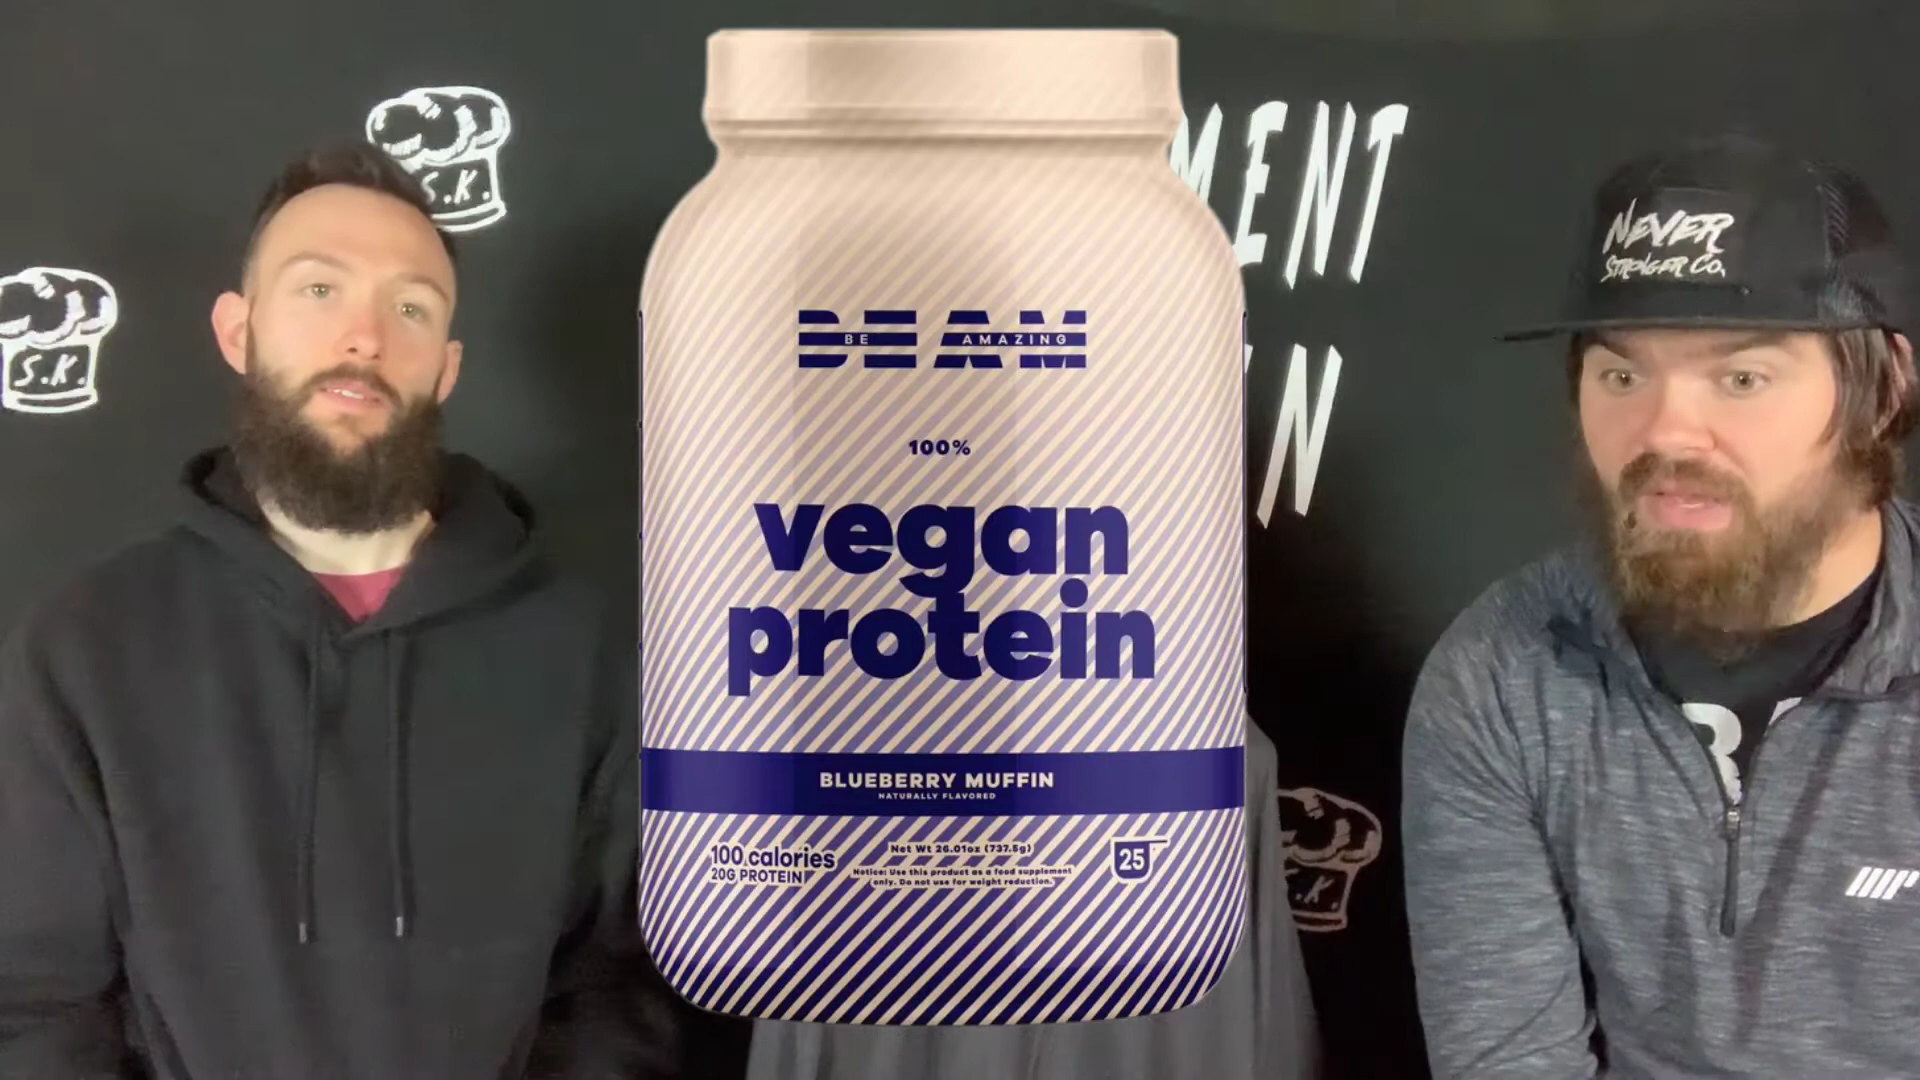 S.K.
S.K.
MENT
N
NEVER
STRONGER CO.
BEAM
BE AMAZING
100%
vegan
protein
BLUEBERRY MUFFIN
NATURALLY FLAVORED
100 calories
20G PROTEIN
Net Wt 26.01oz (737.5g)
Notice: Use this product as a food supplement
only. Do not use for weight reduction.
25
S.K.